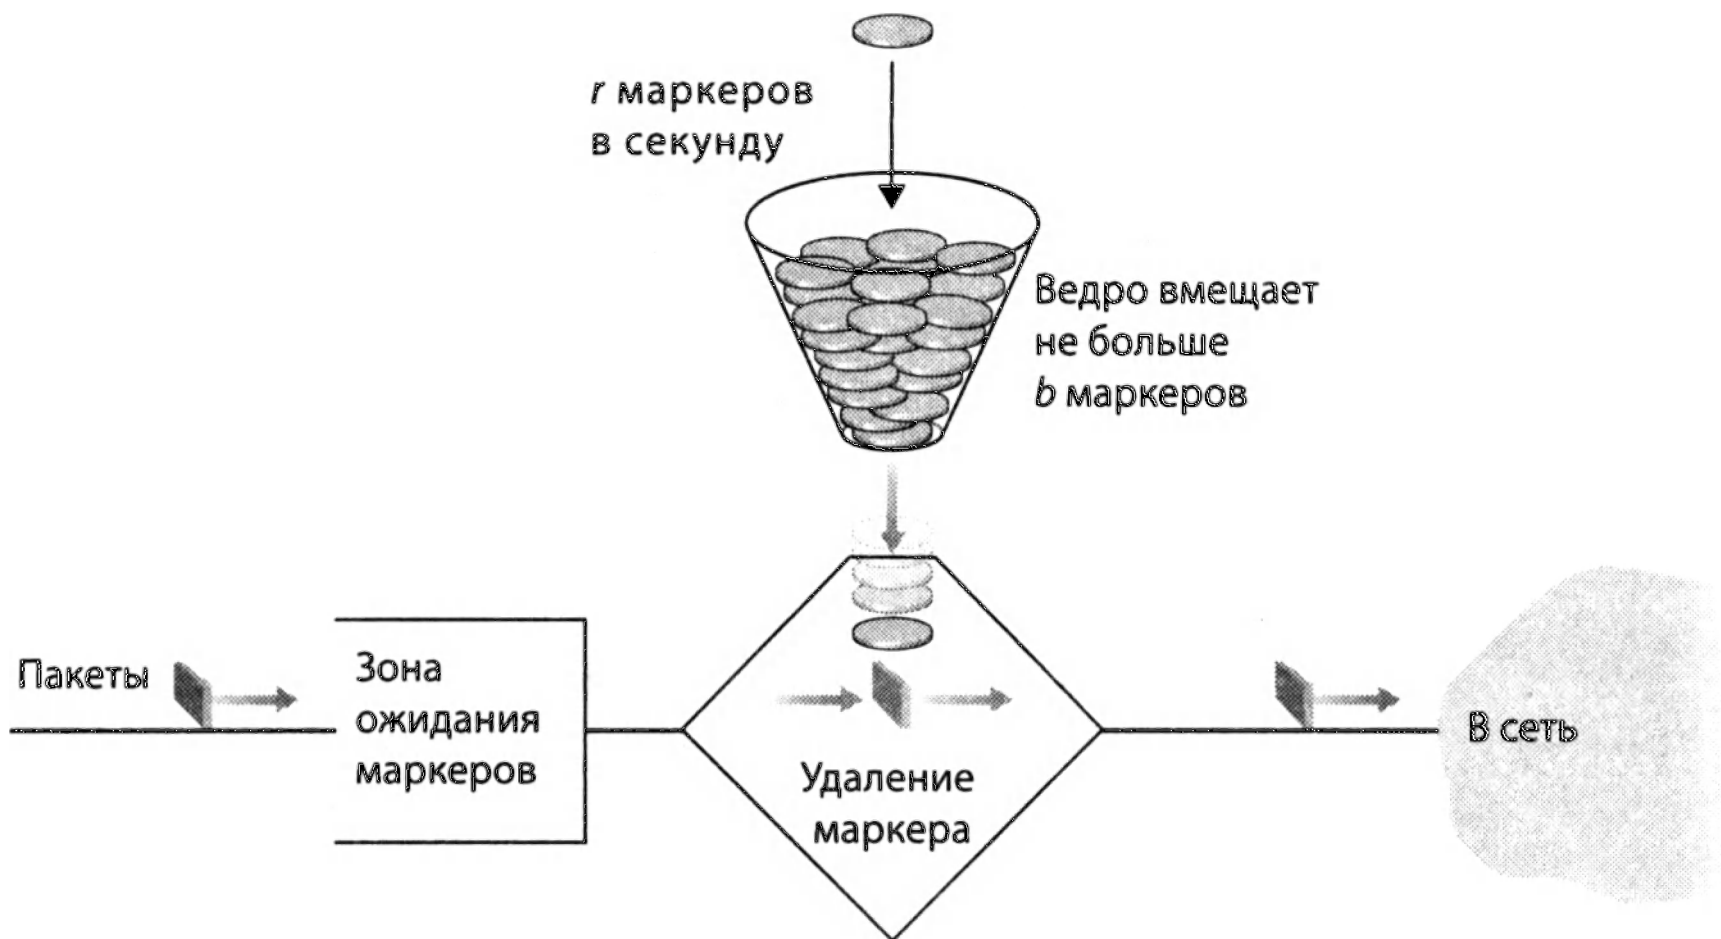 r маркеров
в секунду
Ведро вмещает
не больше
b маркеров
Пакеты
Зона
ожидания
маркеров
Удаление
маркера
В сеть